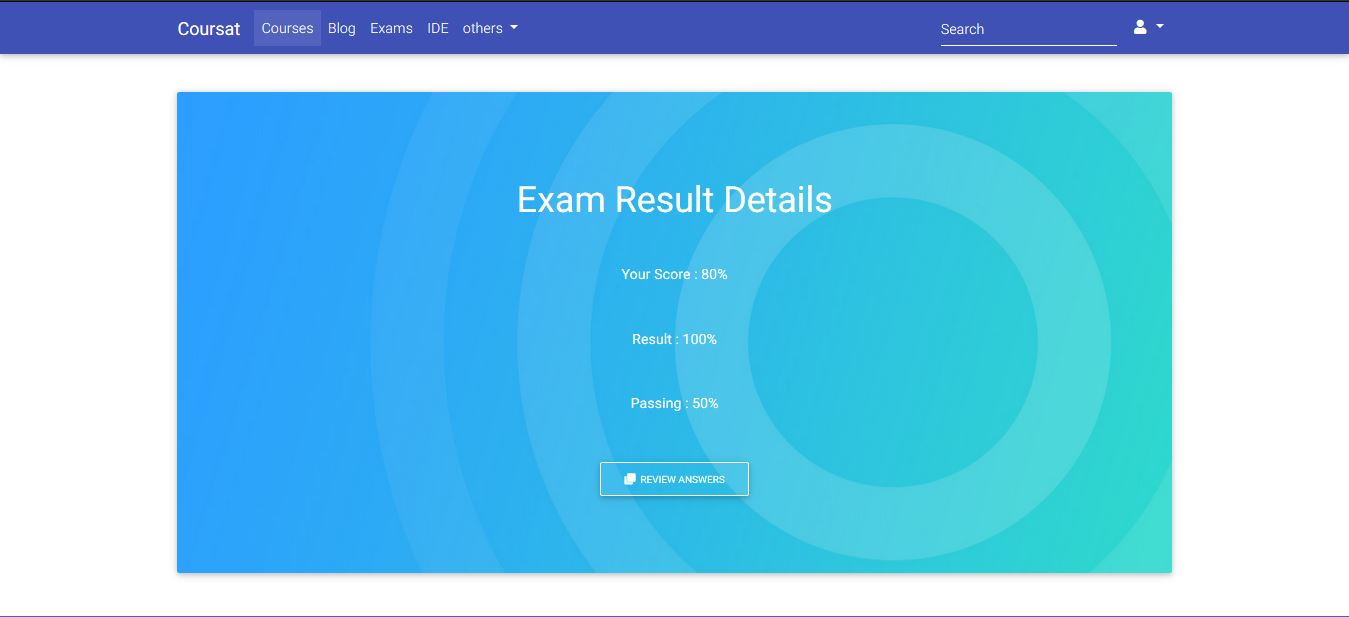 Coursat Courses Blog Exams IDE others Search
Exam Result Details
Your Score : 80%
Result : 100%
Passing : 50%
REVIEW ANSWERS